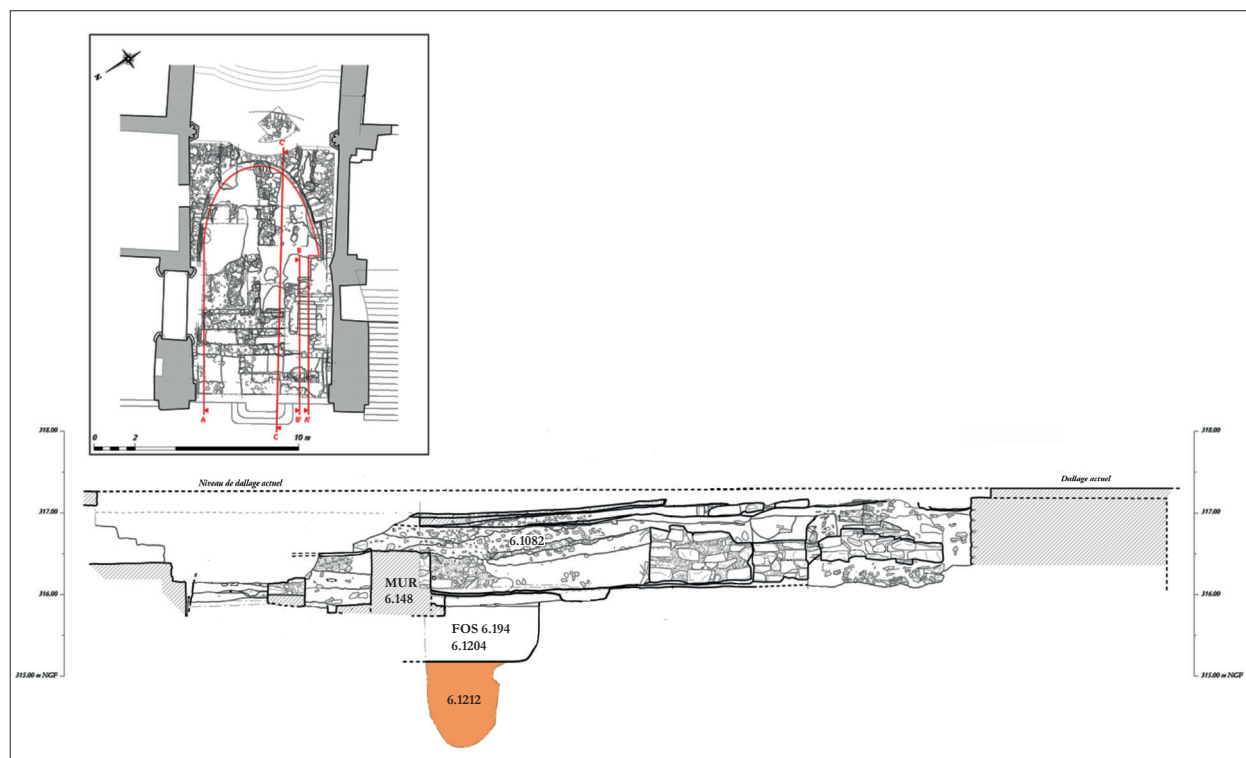 N
C'
B
A
C
B'
A'
0 2 10 m
318.00 318.00
Niveau de dallage actuel
Dallage actuel
317.00 317.00
6.1082
MUR
6.148
316.00 316.00
FOS 6.194
6.1204
315.00 m NGF 315.00 m NGF
6.1212